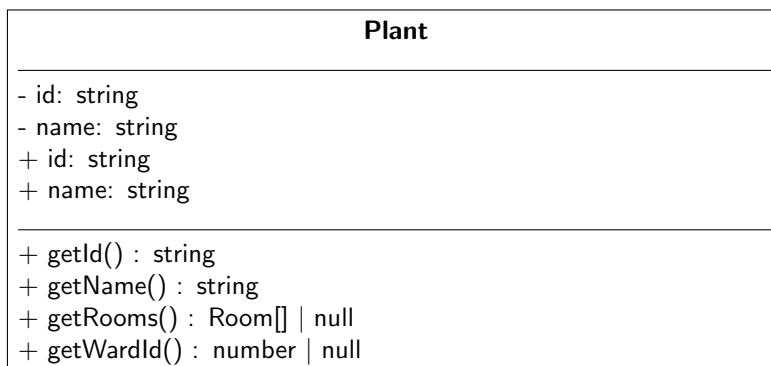 Plant
- id: string
- name: string
+ id: string
+ name: string
+ getId() : string
+ getName() : string
+ getRooms() : Room[] | null
+ getWardId() : number | null